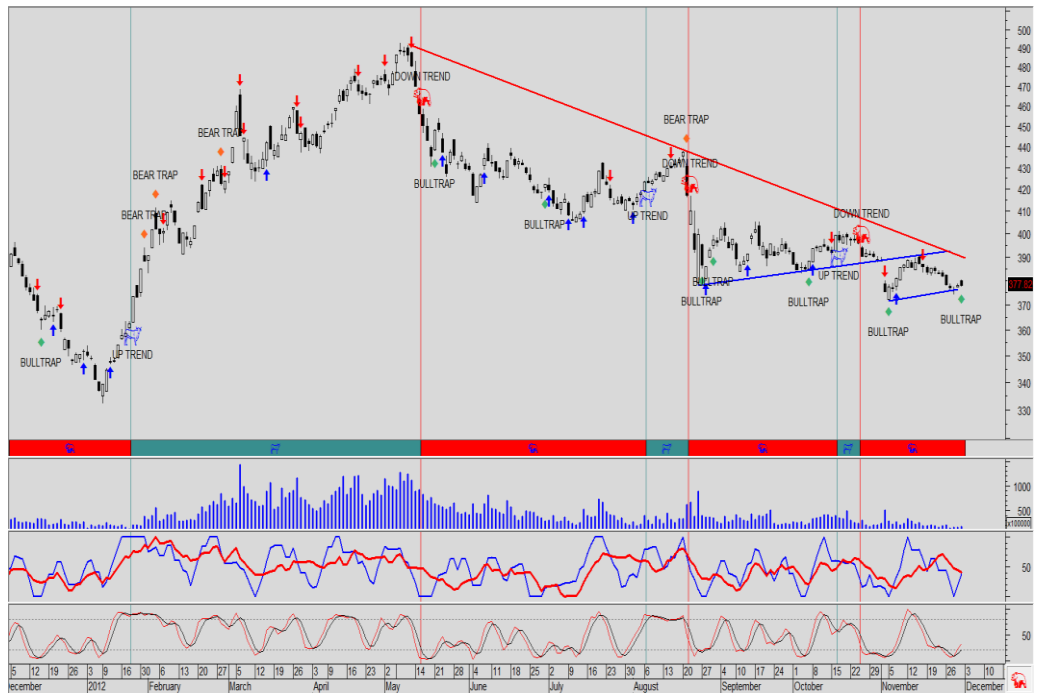 500
490
DOWN TREND
480
470
460
BEAR TRAP
450
BEAR TRAP
440
430
DOWN TREND
BEAR TRAP
BULLTRAP
420
BEAR TRAP
UP TREND
DOWN TREND
410
BULLTRAP
400
390
UP TREND
380
BULLTRAP
377.82
BULLTRAP
BULLTRAP
370
BULLTRAP
BULLTRAP
360
UP TREND
BULLTRAP
350
340
330
1000
500
x100000
50
50
5 12 19 26 3 9 16 30 6 13 20 27 5 12 19 26 3 9 16 23 2 14 21 28 4 11 18 25 2 9 16 23 30 6 13 20 27 3 10 17 24 1 8 15 22 29 5 12 19 26 3 10
ecember 2012 February March April May June July August September October November December